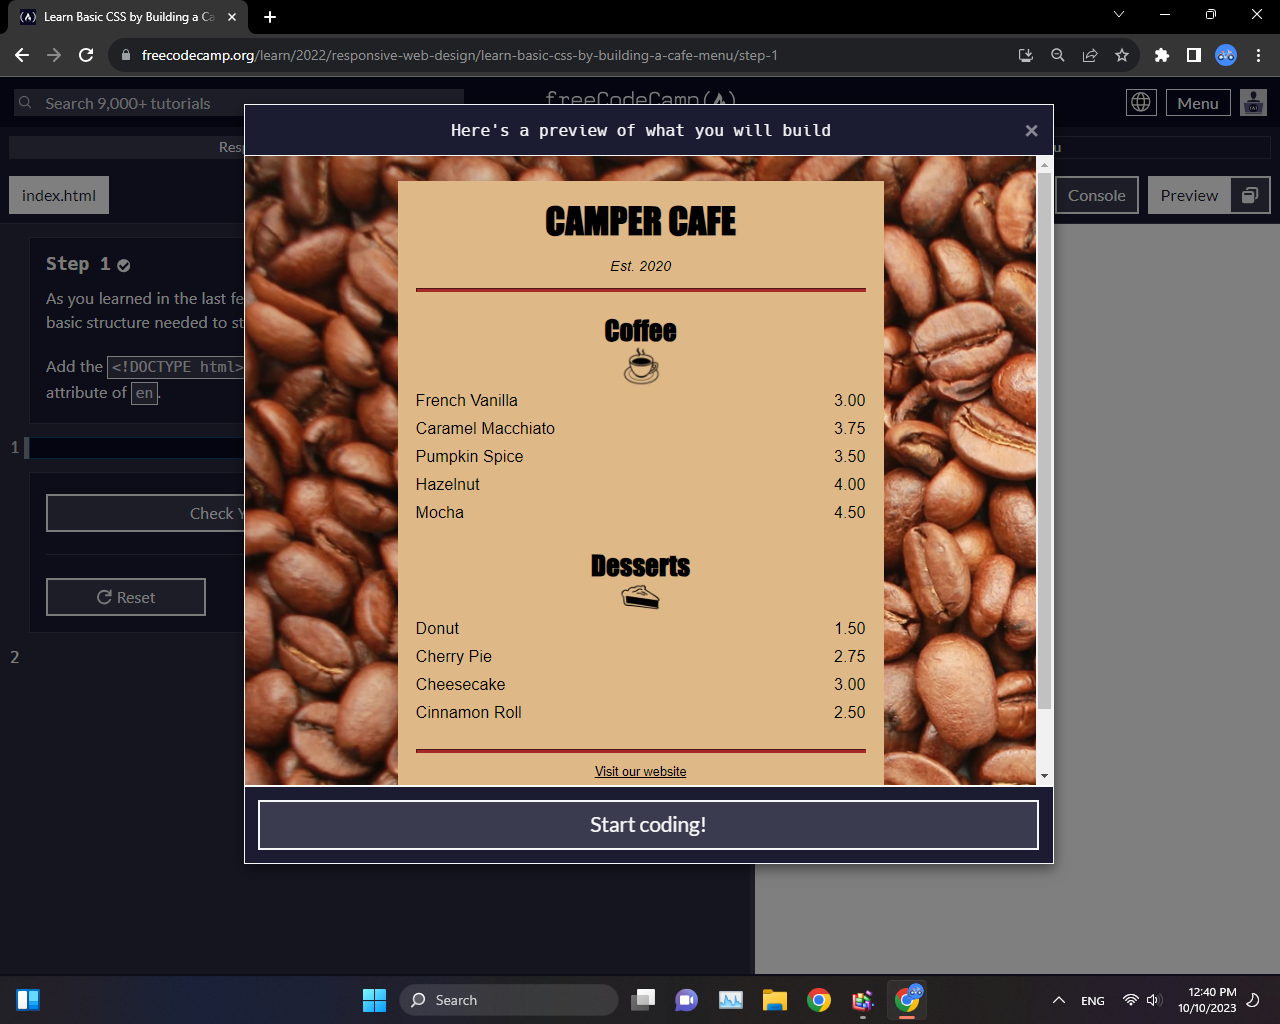 Learn Basic CSS by Building a Ca
freecodecamp.org/learn/2022/responsive-web-design/learn-basic-css-by-building-a-cafe-menu/step-1
Search 9,000+ tutorials
freeCodeCamp
Menu
Here's a preview of what you will build
Res
u
index.html
Console
Preview
CAMPER CAFE
Est. 2020
Step 1
As you learned in the last fe
basic structure needed to st
Add the <!DOCTYPE html>
attribute of en.
1
Check Y
Reset
2
Coffee
French Vanilla 3.00
Caramel Macchiato 3.75
Pumpkin Spice 3.50
Hazelnut 4.00
Mocha 4.50
Desserts
Donut 1.50
Cherry Pie 2.75
Cheesecake 3.00
Cinnamon Roll 2.50
Visit our website
Start coding!
Search
ENG
12:40 PM
10/10/2023